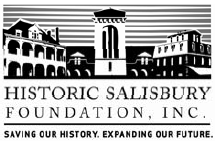 HISTORIC SALISBURY
FOUNDATION, INC.
SAVING OUR HISTORY. EXPANDING OUR FUTURE.